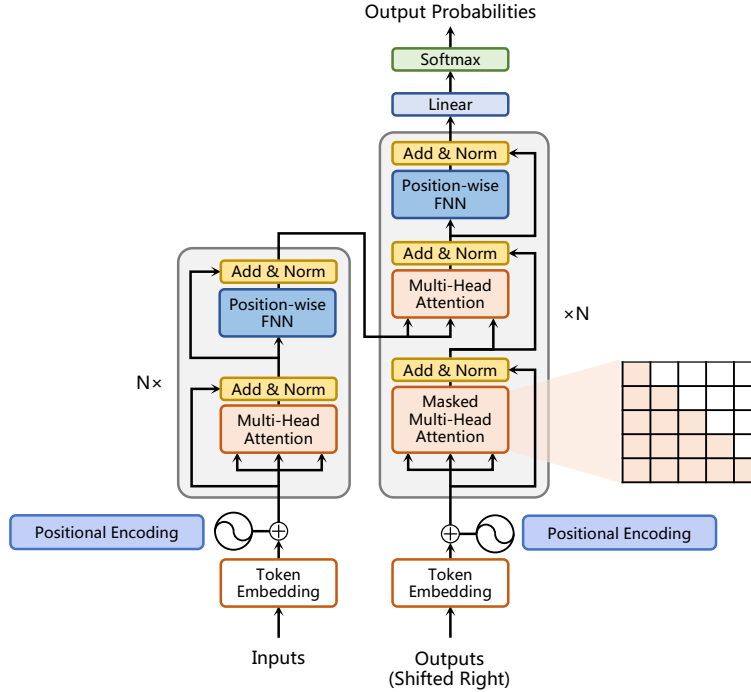 Output Probabilities
Softmax
Linear
Add & Norm
Position-wise
FNN
Add & Norm
Multi-Head
Attention
×N
Add & Norm
Masked
Multi-Head
Attention
Add & Norm
Position-wise
FNN
N×
Add & Norm
Multi-Head
Attention
Positional Encoding
Positional Encoding
Token
Embedding
Token
Embedding
Inputs
Outputs
(Shifted Right)